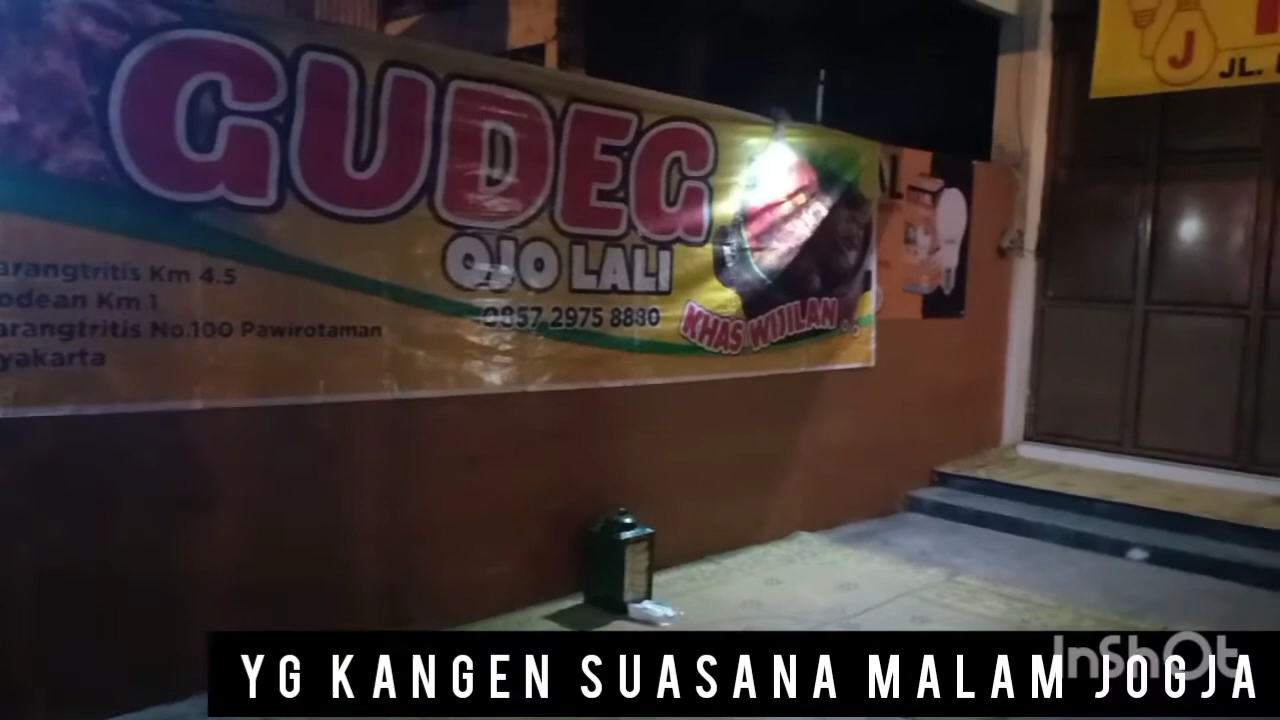 GUDEG
OJO LALI
0857 2975 8880
KHAS WIJILAN
arangtritis Km 4.5
odean Km 1
arangtritis No.100 Pawirotaman
yakarta
J
JL.
YG KANGEN SUASANA MALAM JOGJA
InShOt